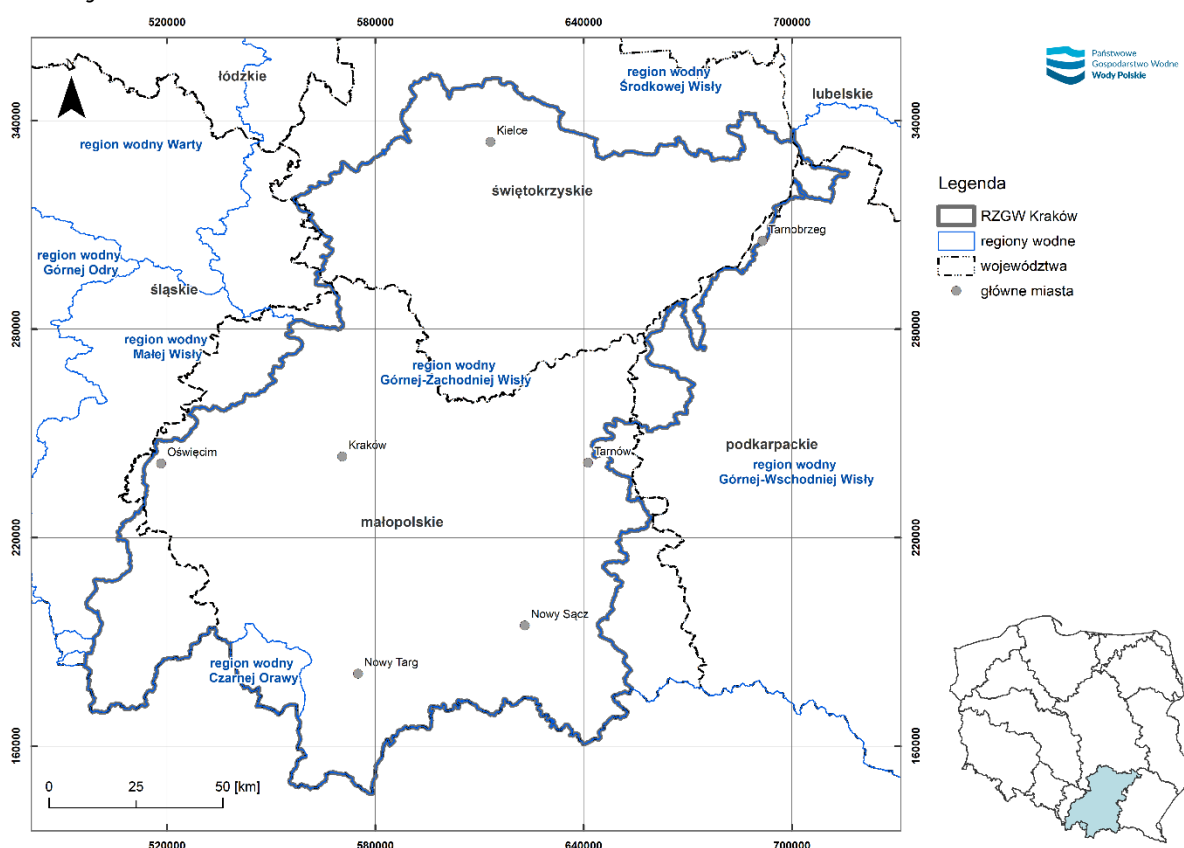 520000
580000
640000
700000
łódzkie
region wodny
Środkowej Wisły
lubelskie
Państwowe
Gospodarstwo Wodne
Wody Polskie
340000
340000
Kielce
region wodny Warty
świętokrzyskie
Legenda
RZGW Kraków
regiony wodne
województwa
główne miasta
Tarnobrzeg
region wodny
Górnej Odry
śląskie
280000
280000
region wodny
Małej Wisły
region wodny
Górnej-Zachodniej Wisły
Oświęcim
Kraków
Tarnów
podkarpackie
region wodny
Górnej-Wschodniej Wisły
małopolskie
220000
220000
Nowy Sącz
region wodny
Czarnej Orawy
Nowy Targ
160000
160000
0
25
50 [km]
520000
580000
640000
700000